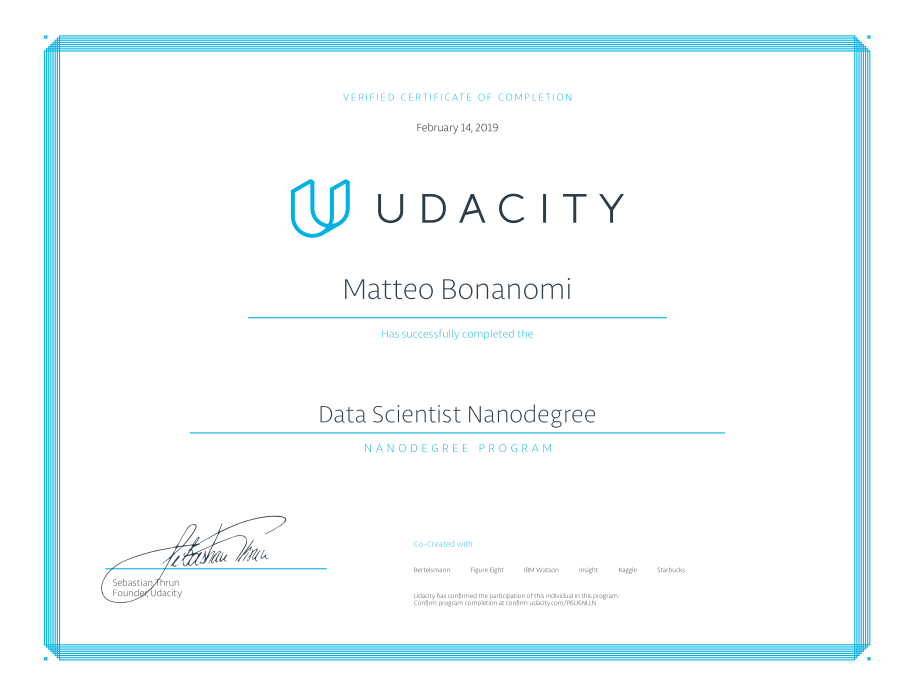 VERIFIED CERTIFICATE OF COMPLETION
February 14, 2019
UDACITY
Matteo Bonanomi
Has successfully completed the
Data Scientist Nanodegree
NANODEGREE PROGRAM
Sebastian Thrun
Sebastian Thrun
Founder, Udacity
Co-Created with
Bertelsmann Figure Eight IBM Watson Insight Kaggle Starbucks
Udacity has confirmed the participation of this individual in this program.
Confirm program completion at confirm.udacity.com/P6U6NLLN